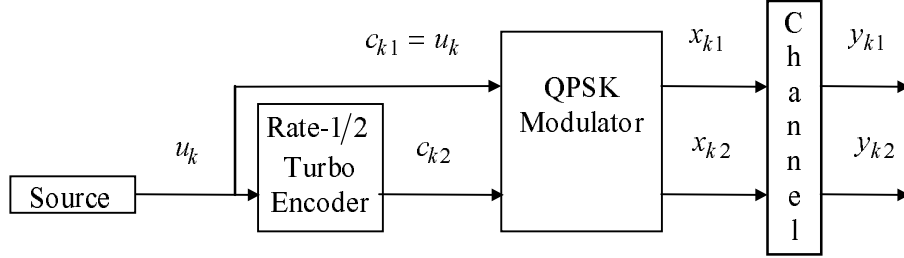 c_{k1} = u_k
x_{k1}
y_{k1}
QPSK
Modulator
Rate-1/2
Turbo
Encoder
u_k
c_{k2}
x_{k2}
y_{k2}
Source
C
h
a
n
n
e
l